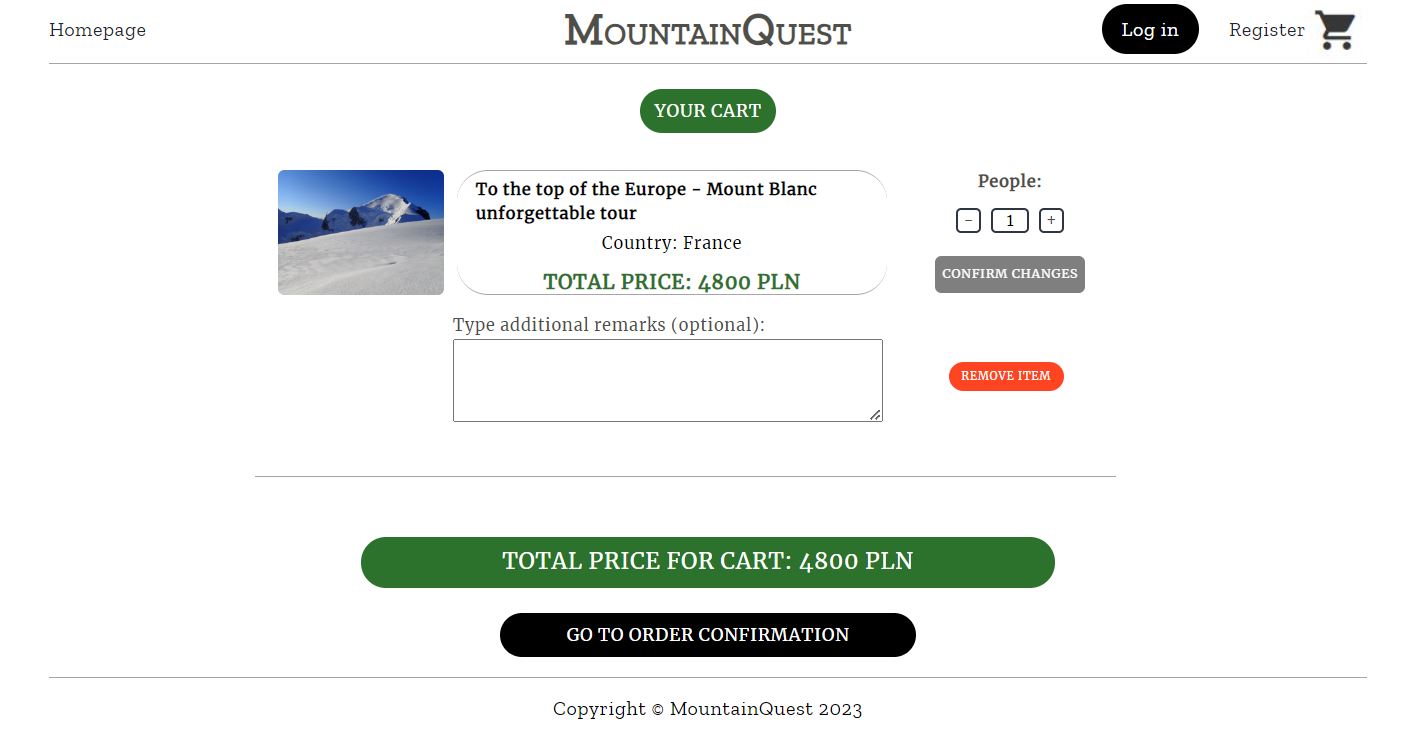 Homepage
MountainQuest
Log in
Register
YOUR CART
To the top of the Europe - Mount Blanc
unforgettable tour
Country: France
TOTAL PRICE: 4800 PLN
People:
-
1
+
CONFIRM CHANGES
Type additional remarks (optional):
REMOVE ITEM
TOTAL PRICE FOR CART: 4800 PLN
GO TO ORDER CONFIRMATION
Copyright © MountainQuest 2023